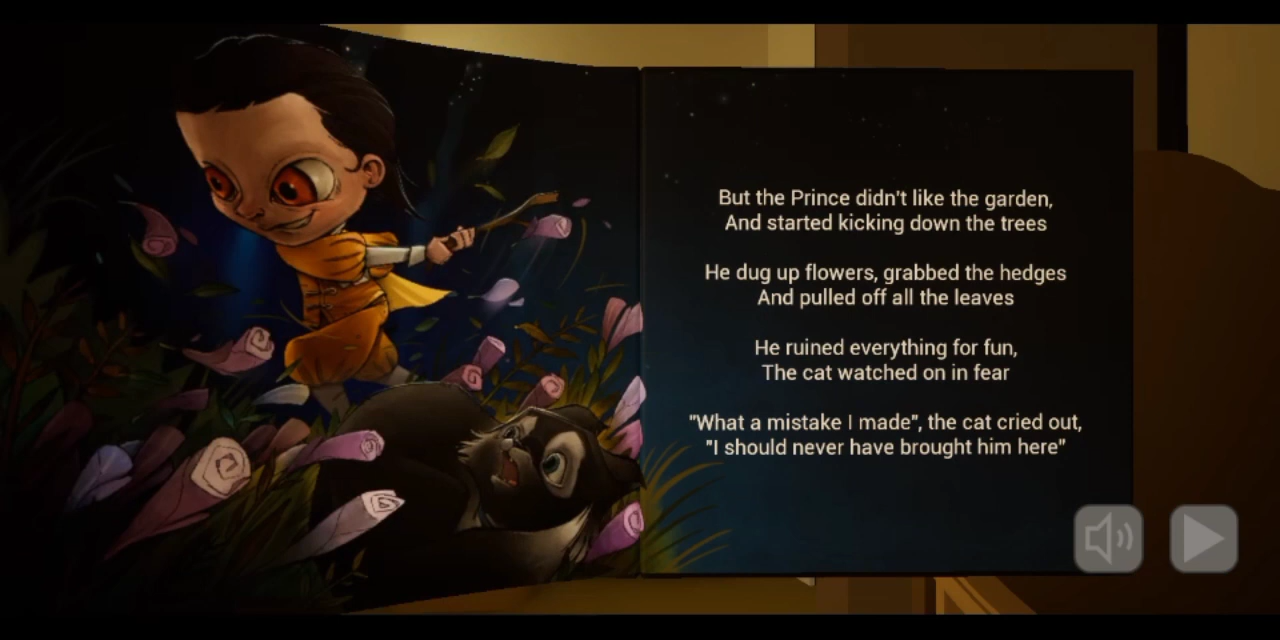 But the Prince didn't like the garden,
And started kicking down the trees
He dug up flowers, grabbed the hedges
And pulled off all the leaves
He ruined everything for fun,
The cat watched on in fear
"What a mistake I made", the cat cried out,
"I should never have brought him here"